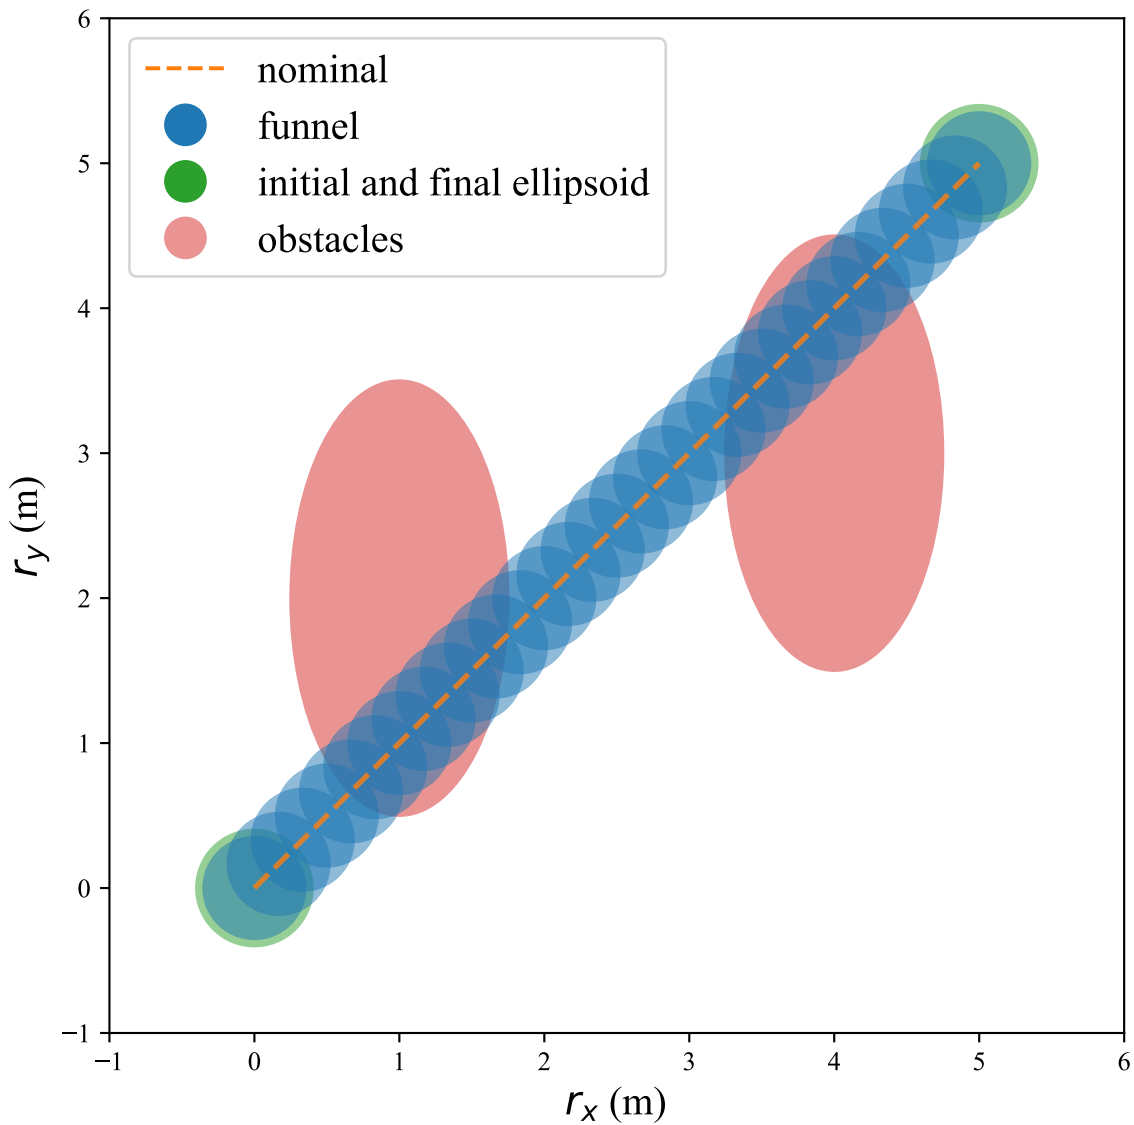 nominal
funnel
initial and final ellipsoid
obstacles
6
5
4
3
2
1
0
−1
r_y (m)
−1 0 1 2 3 4 5 6
r_x (m)